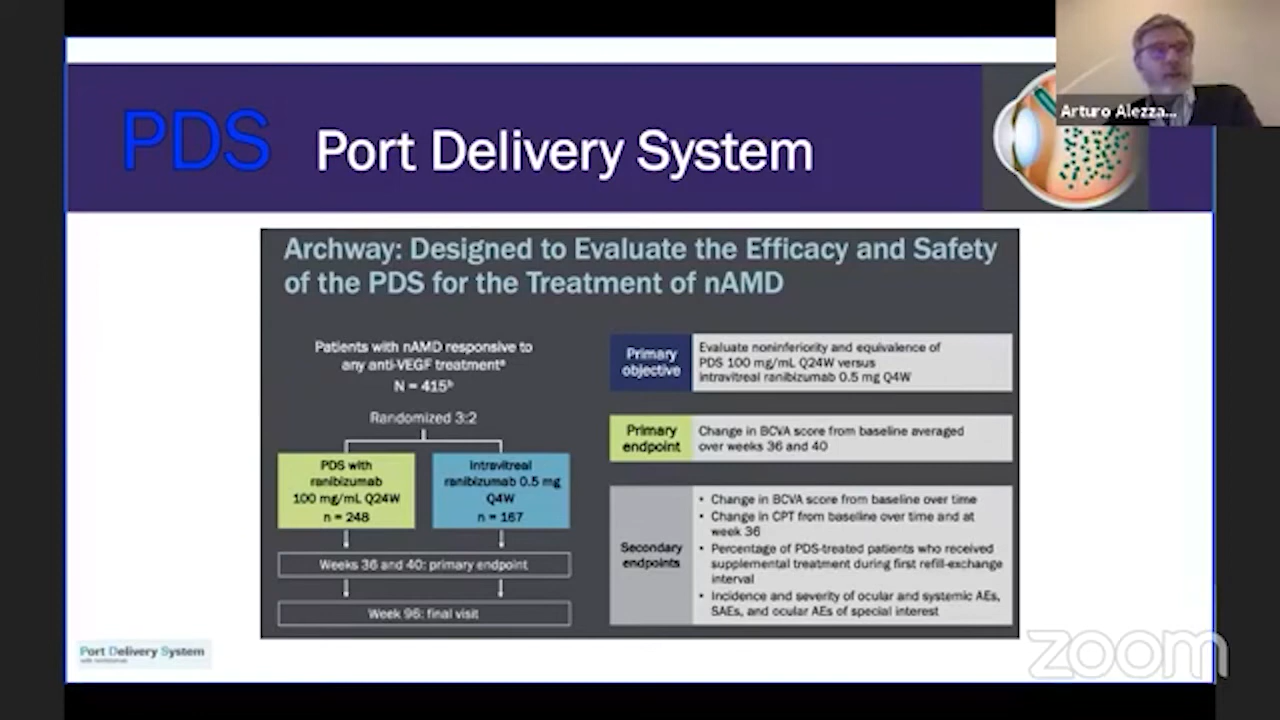 Arturo Alezza...
PDS Port Delivery System
Archway: Designed to Evaluate the Efficacy and Safety
of the PDS for the Treatment of nAMD
Patients with nAMD responsive to
any anti-VEGF treatmentᵃ
N = 415ᵇ
Randomized 3:2
PDS with
ranibizumab
100 mg/mL Q24W
n = 248
Intravitreal
ranibizumab 0.5 mg
Q4W
n = 167
Weeks 36 and 40: primary endpoint
Week 96: final visit
Primary
objective
Evaluate noninferiority and equivalence of
PDS 100 mg/mL Q24W versus
intravitreal ranibizumab 0.5 mg Q4W
Primary
endpoint
Change in BCVA score from baseline averaged
over weeks 36 and 40
Secondary
endpoints
• Change in BCVA score from baseline over time
• Change in CPT from baseline over time and at
week 36
• Percentage of PDS-treated patients who received
supplemental treatment during first refill-exchange
interval
• Incidence and severity of ocular and systemic AEs,
SAEs, and ocular AEs of special interest
Port Delivery System
with ranibizumab
zoom